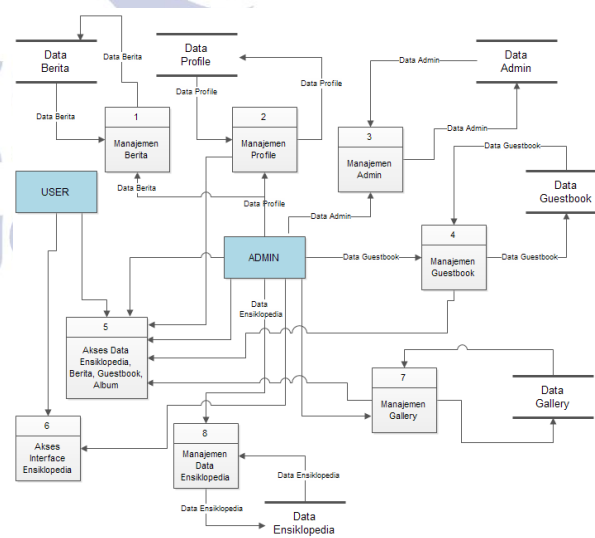 Data
Berita
Data Berita
Data Berita
1
Manajemen
Berita
Data
Profile
Data Profile
Data Profile
2
Manajemen
Profile
Data
Admin
Data Admin
Data Admin
3
Manajemen
Admin
Data Guestbook
Data
Guestbook
USER
Data Berita
Data Profile
Data Admin
ADMIN
Data Guestbook
4
Manajemen
Guestbook
Data Guestbook
Data
Ensiklopedia
5
Akses Data
Ensiklopedia,
Berita, Guestbook,
Album
7
Manajemen
Gallery
Data
Gallery
6
Akses
Interface
Ensiklopedia
8
Manajemen
Data
Ensiklopedia
Data Ensiklopedia
Data Ensiklopedia
Data
Ensiklopedia